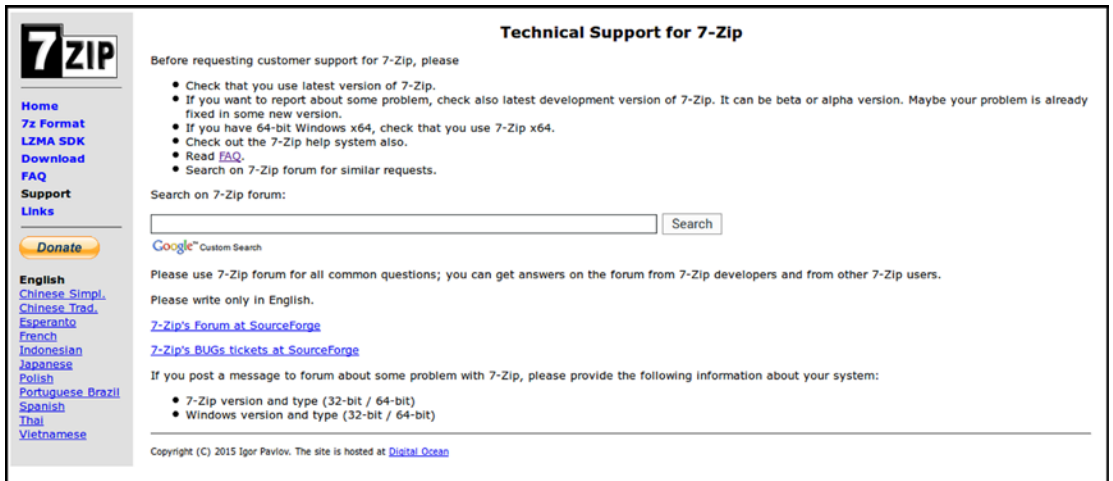 7 ZIP
Home
7z Format
LZMA SDK
Download
FAQ
Support
Links
Donate
English
Chinese Simpl.
Chinese Trad.
Esperanto
French
Indonesian
Japanese
Polish
Portuguese Brazil
Spanish
Thai
Vietnamese
Technical Support for 7-Zip
Before requesting customer support for 7-Zip, please
• Check that you use latest version of 7-Zip.
• If you want to report about some problem, check also latest development version of 7-Zip. It can be beta or alpha version. Maybe your problem is already
fixed in some new version.
• If you have 64-bit Windows x64, check that you use 7-Zip x64.
• Check out the 7-Zip help system also.
• Read FAQ.
• Search on 7-Zip forum for similar requests.
Search on 7-Zip forum:
Search
Google™ Custom Search
Please use 7-Zip forum for all common questions; you can get answers on the forum from 7-Zip developers and from other 7-Zip users.
Please write only in English.
7-Zip's Forum at SourceForge
7-Zip's BUGs tickets at SourceForge
If you post a message to forum about some problem with 7-Zip, please provide the following information about your system:
• 7-Zip version and type (32-bit / 64-bit)
• Windows version and type (32-bit / 64-bit)
Copyright (C) 2015 Igor Pavlov. The site is hosted at Digital Ocean